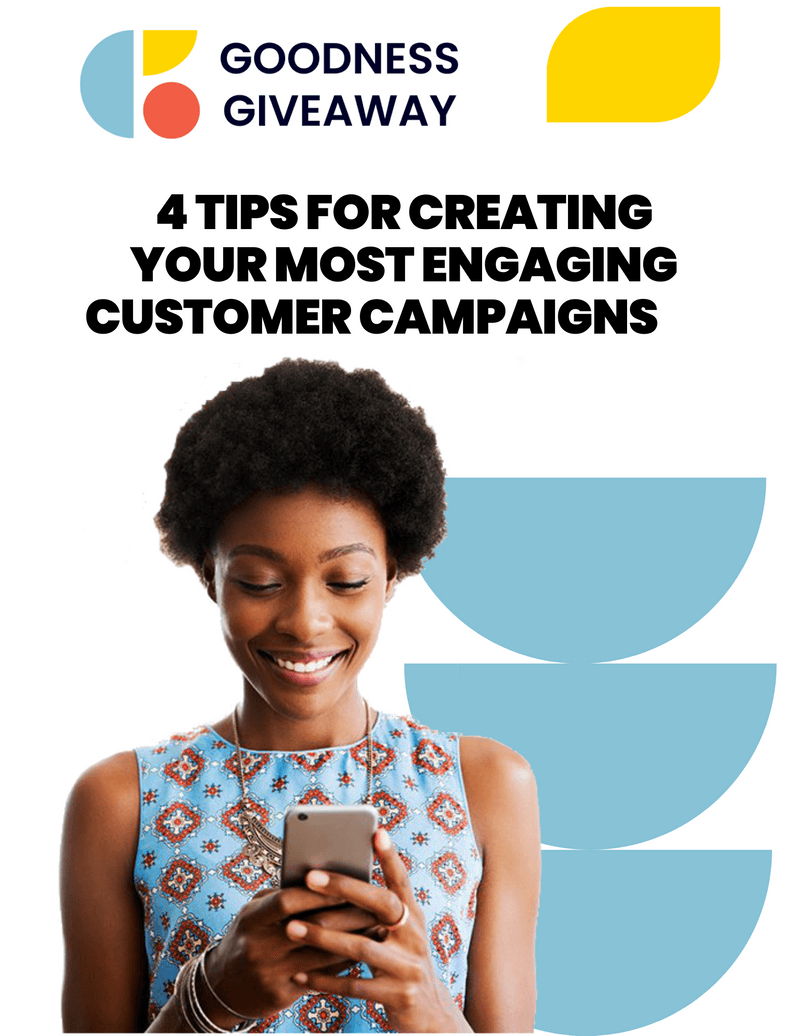 GOODNESS
GIVEAWAY
4 TIPS FOR CREATING
YOUR MOST ENGAGING
CUSTOMER CAMPAIGNS